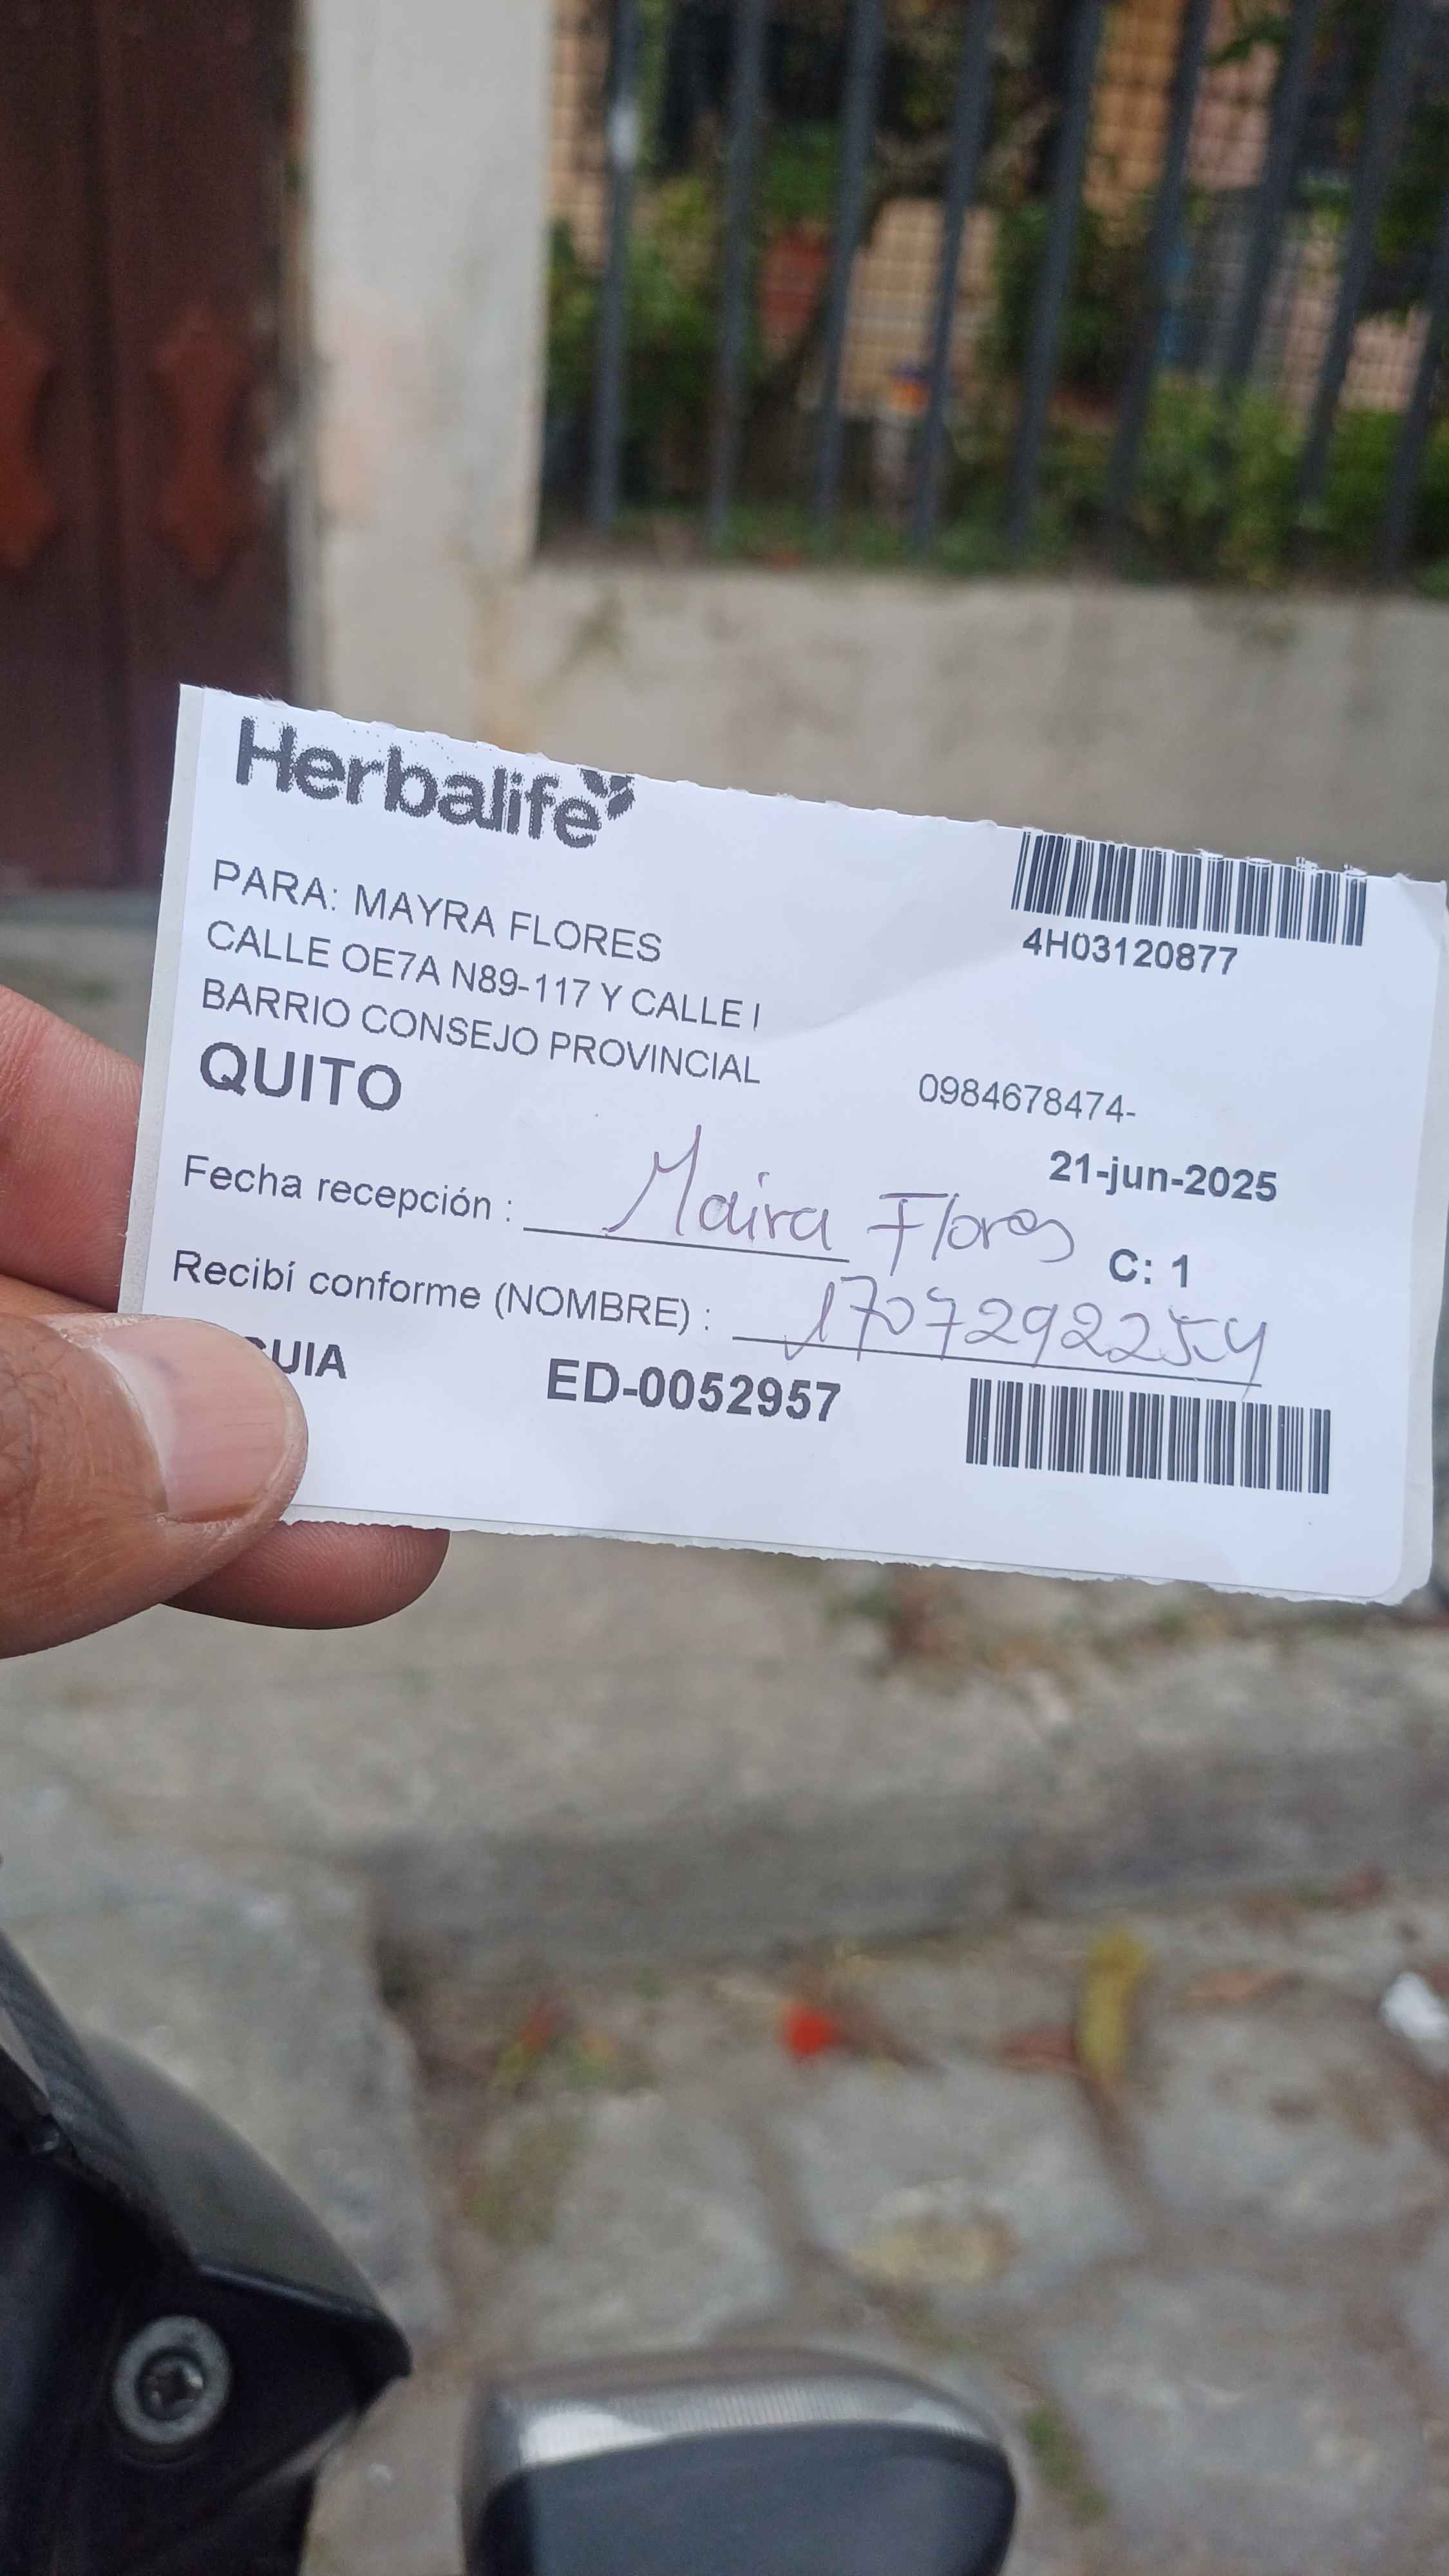 Herbalife
4H03120877
PARA: MAYRA FLORES
CALLE OE7A N89-117 Y CALLE I
BARRIO CONSEJO PROVINCIAL
QUITO
0984678474-
21-jun-2025
Fecha recepción : Maira Flores
C: 1
Recibí conforme (NOMBRE) : 1707292254
UIA
ED-0052957